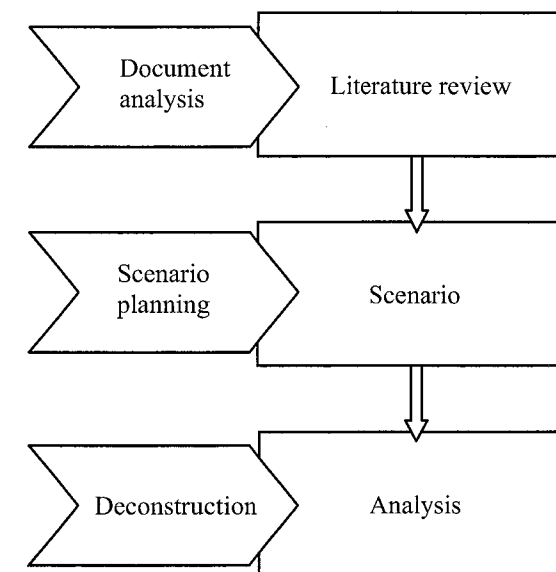 Document
analysis
Literature review
Scenario
planning
Scenario
Deconstruction
Analysis